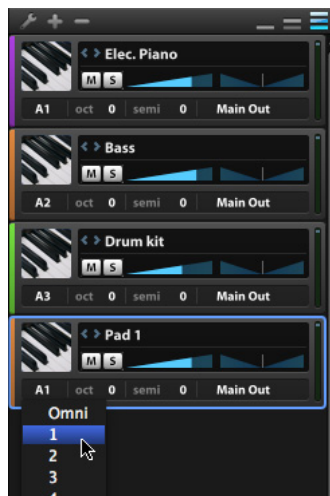 Elec. Piano
M S
A1 oct 0 semi 0 Main Out
Bass
M S
A2 oct 0 semi 0 Main Out
Drum kit
M S
A3 oct 0 semi 0 Main Out
Pad 1
M S
A1 oct 0 semi 0 Main Out
Omni
1
2
3